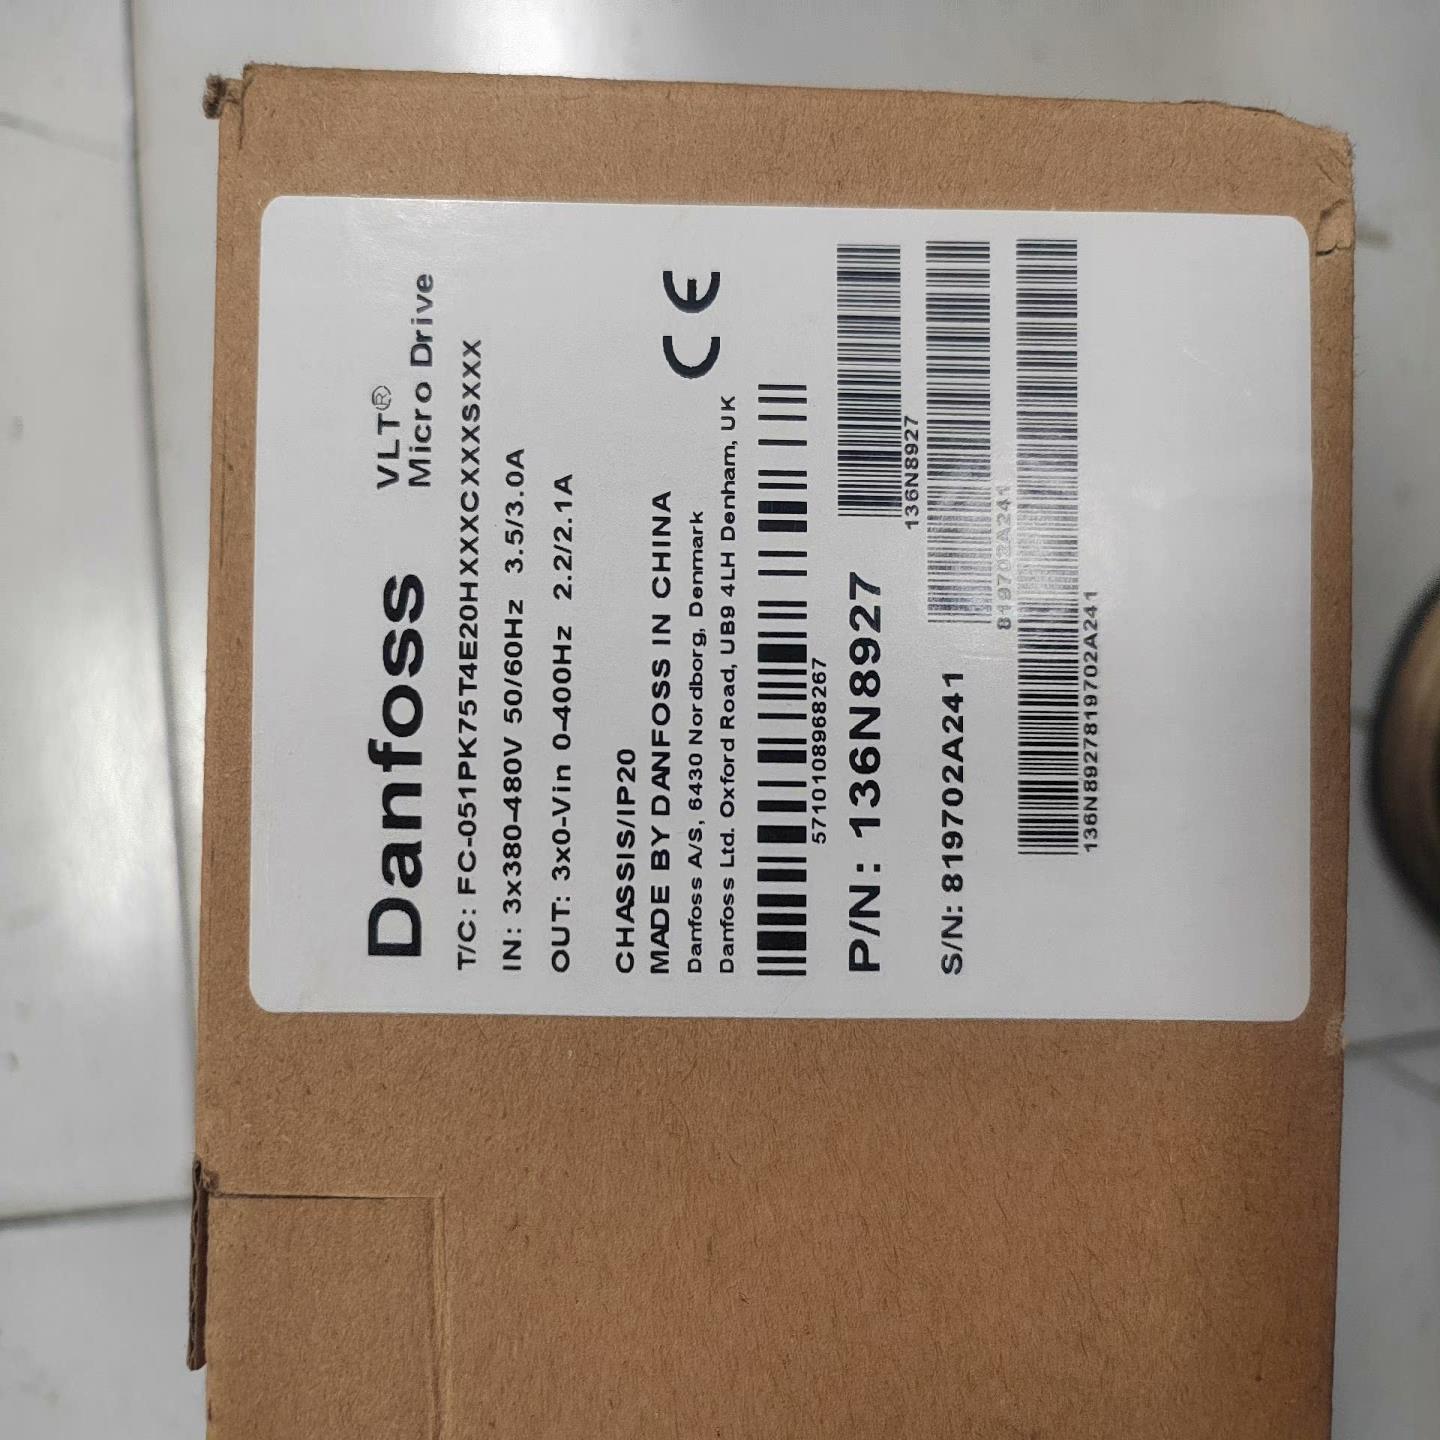 Danfoss
VLT®
Micro Drive
T/C: FC-051PK75T4E20HXXXCXXXSXXX
IN: 3x380-480V 50/60Hz 3.5/3.0A
OUT: 3x0-Vin 0-400Hz 2.2/2.1A
CHASSIS/IP20
MADE BY DANFOSS IN CHINA
CE
Danfoss A/S, 6430 Nordborg, Denmark
Danfoss Ltd. Oxford Road, UB9 4LH Denham, UK
5710108968267
P/N: 136N8927
136N8927
S/N: 819702A241
819702A241
136N8927819702A241